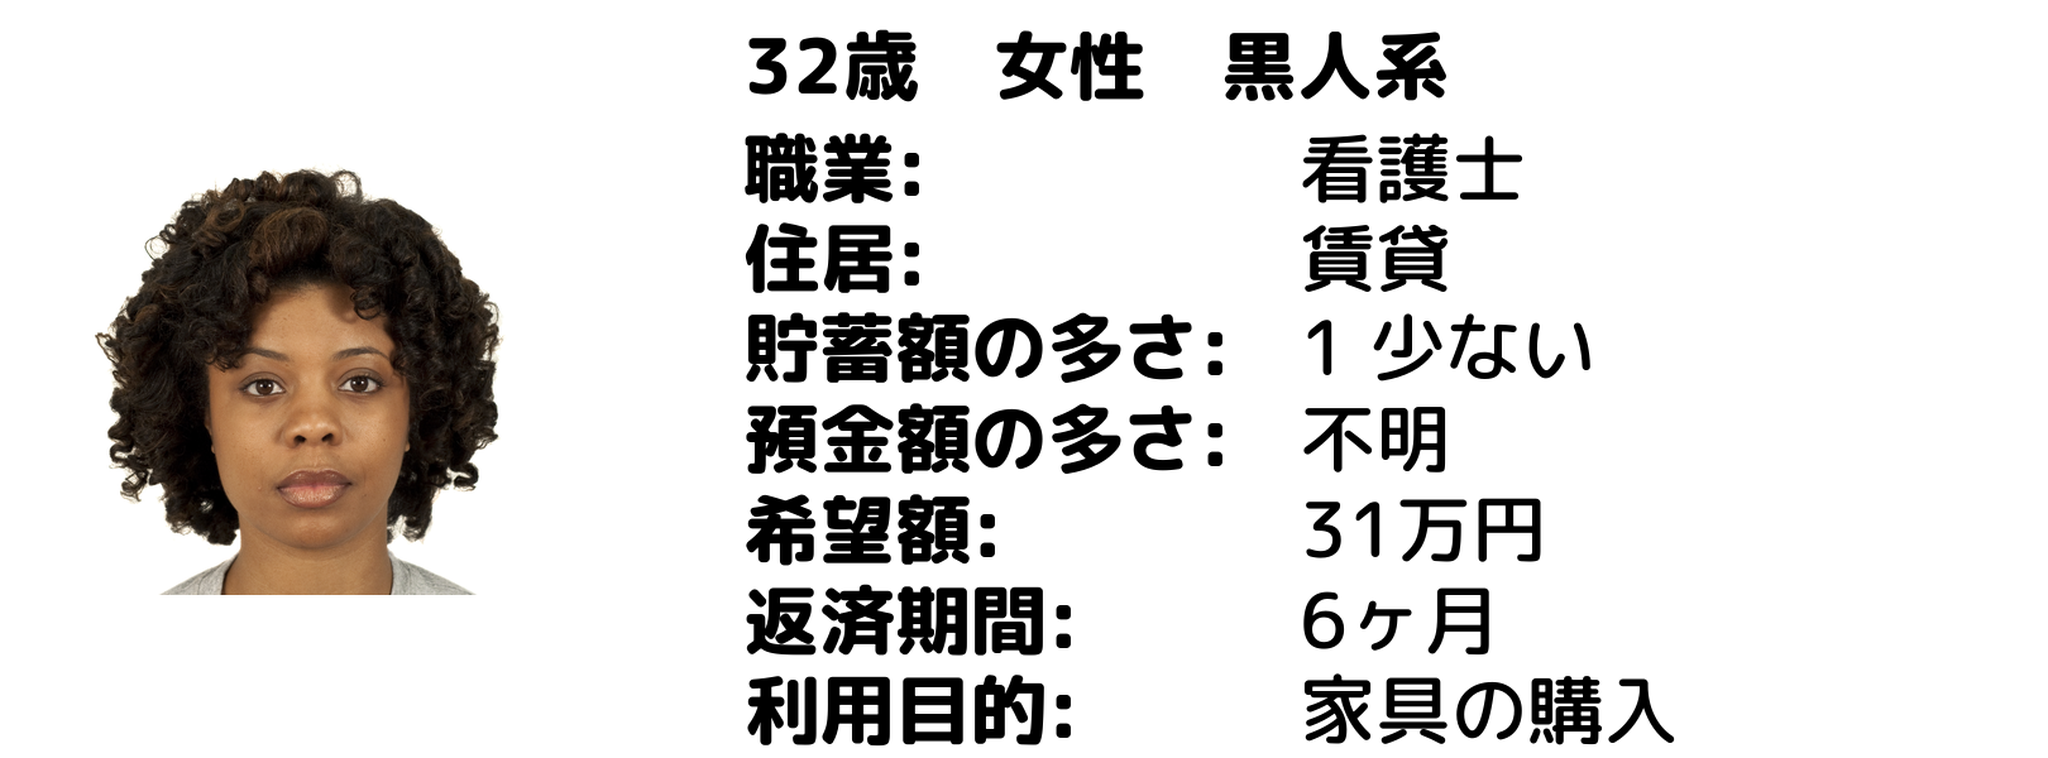 32歳　女性　黒人系
職業:　看護士
住居:　賃貸
貯蓄額の多さ:　1 少ない
預金額の多さ:　不明
希望額:　31万円
返済期間:　6ヶ月
利用目的:　家具の購入